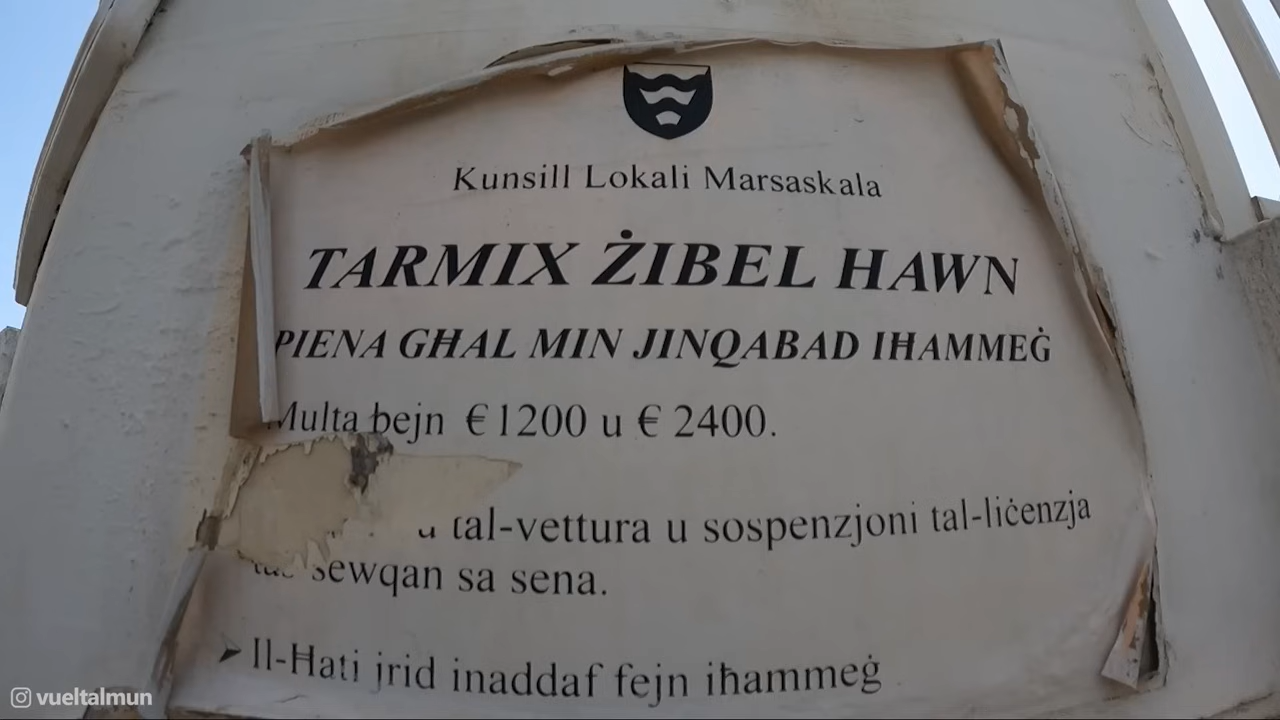 Kunsill Lokali Marsaskala
TARMIX ŻIBEL HAWN
PIENA GĦAL MIN JINQABAD IĦAMMEĠ
Multa bejn €1200 u € 2400.
tal-vettura u sospenzjoni tal-liċenzja
sewqan sa sena.
➤ Il-Ħati jrid inaddaf fejn iħammeġ
vueltalmun